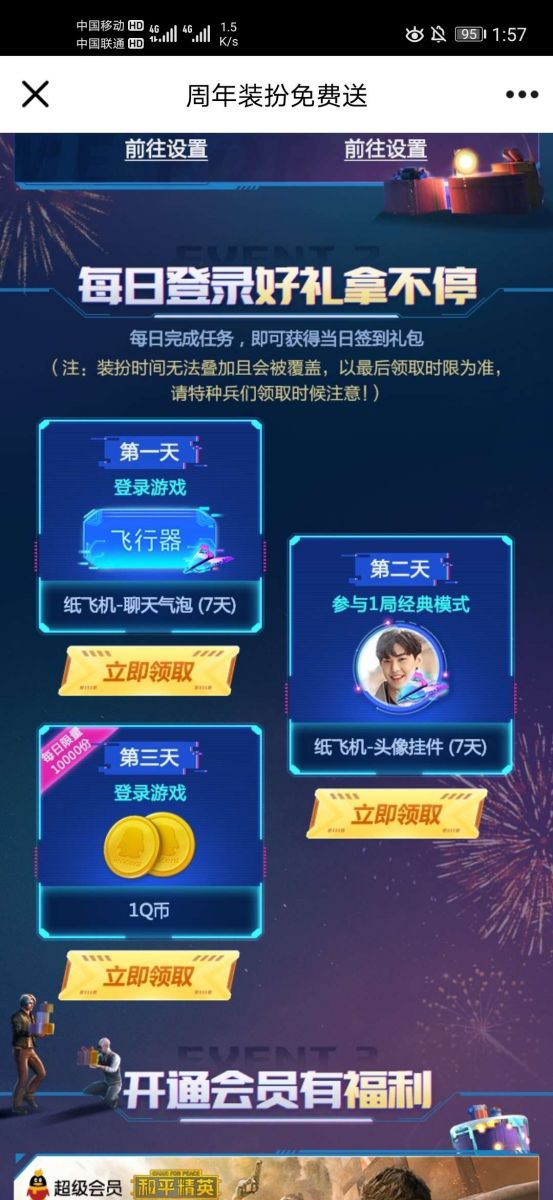 中国移动 HD 4G 4G 1.5
中国联通 HD K/s
95 1:57
周年装扮免费送
前往设置 前往设置
EVENT 2
每日登录好礼拿不停
每日完成任务，即可获得当日签到礼包
（注：装扮时间无法叠加且会被覆盖，以最后领取时限为准，
请特种兵们领取时候注意！）
第一天
登录游戏
飞行器
纸飞机-聊天气泡 (7天)
立即领取
第二天
参与1局经典模式
纸飞机-头像挂件 (7天)
立即领取
每日限量
10000份
第三天
登录游戏
1Q币
立即领取
EVENT 3
开通会员有福利
超级会员
GAME FOR PEACE
和平精英